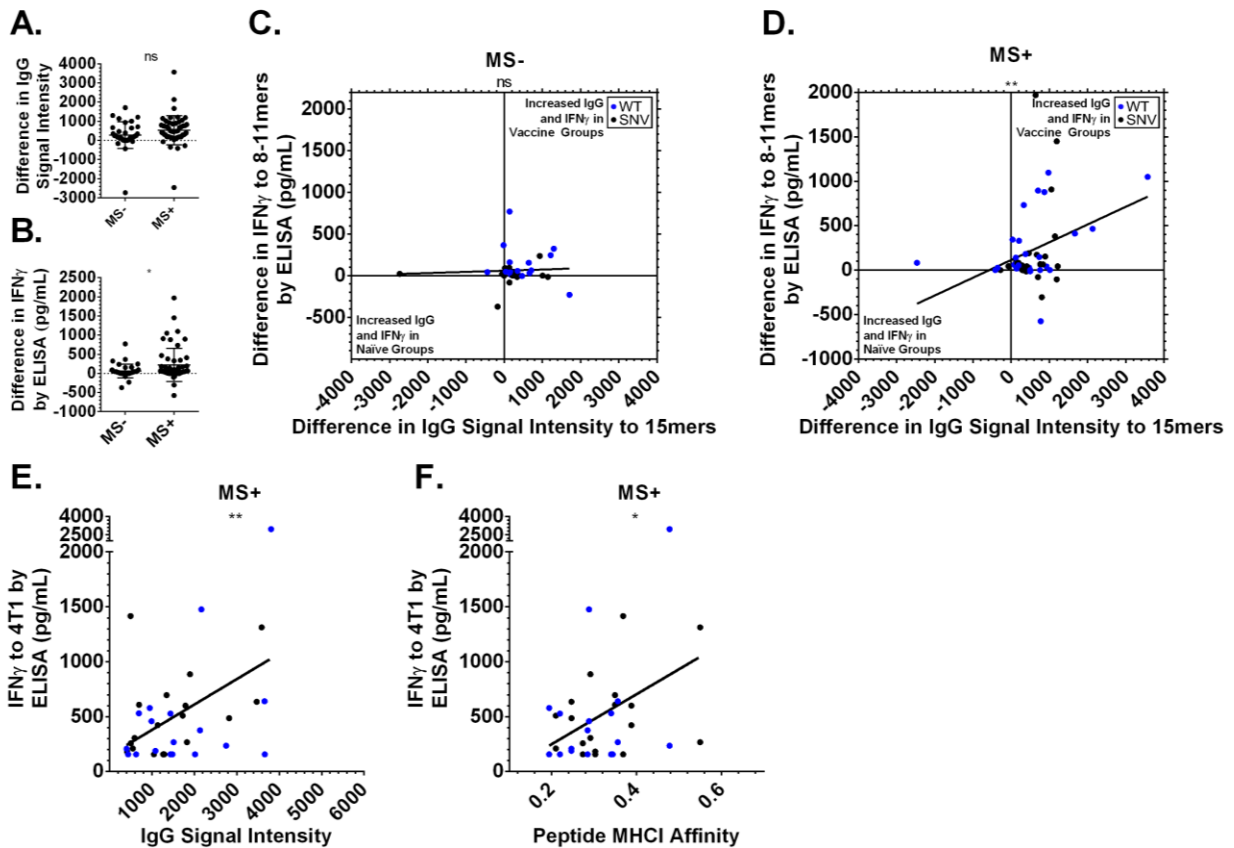 A.
ns
Difference in IgG
Signal Intensity
4000
3000
2000
1000
0
-1000
-2000
-3000
MS-
MS+
B.
*
Difference in IFNγ
by ELISA (pg/mL)
2500
2000
1500
1000
500
0
-500
-1000
MS-
MS+
C.
MS-
ns
Difference in IFNγ to 8-11mers
by ELISA (pg/mL)
2000
1500
1000
500
0
-500
Increased IgG
and IFNγ in
Vaccine Groups
WT
SNV
Increased IgG
and IFNγ in
Naïve Groups
-4000
-3000
-2000
-1000
0
1000
2000
3000
4000
Difference in IgG Signal Intensity to 15mers
D.
MS+
**
Difference in IFNγ to 8-11mers
by ELISA (pg/mL)
2000
1500
1000
500
0
-500
-1000
Increased IgG
and IFNγ in
Vaccine Groups
WT
SNV
Increased IgG
and IFNγ in
Naïve Groups
-4000
-3000
-2000
-1000
0
1000
2000
3000
4000
Difference in IgG Signal Intensity to 15mers
E.
MS+
**
IFNγ to 4T1 by
ELISA (pg/mL)
4000
2500
2000
1500
1000
500
0
1000
2000
3000
4000
5000
6000
IgG Signal Intensity
F.
MS+
*
IFNγ to 4T1 by
ELISA (pg/mL)
4000
2500
2000
1500
1000
500
0
0.2
0.4
0.6
Peptide MHCI Affinity